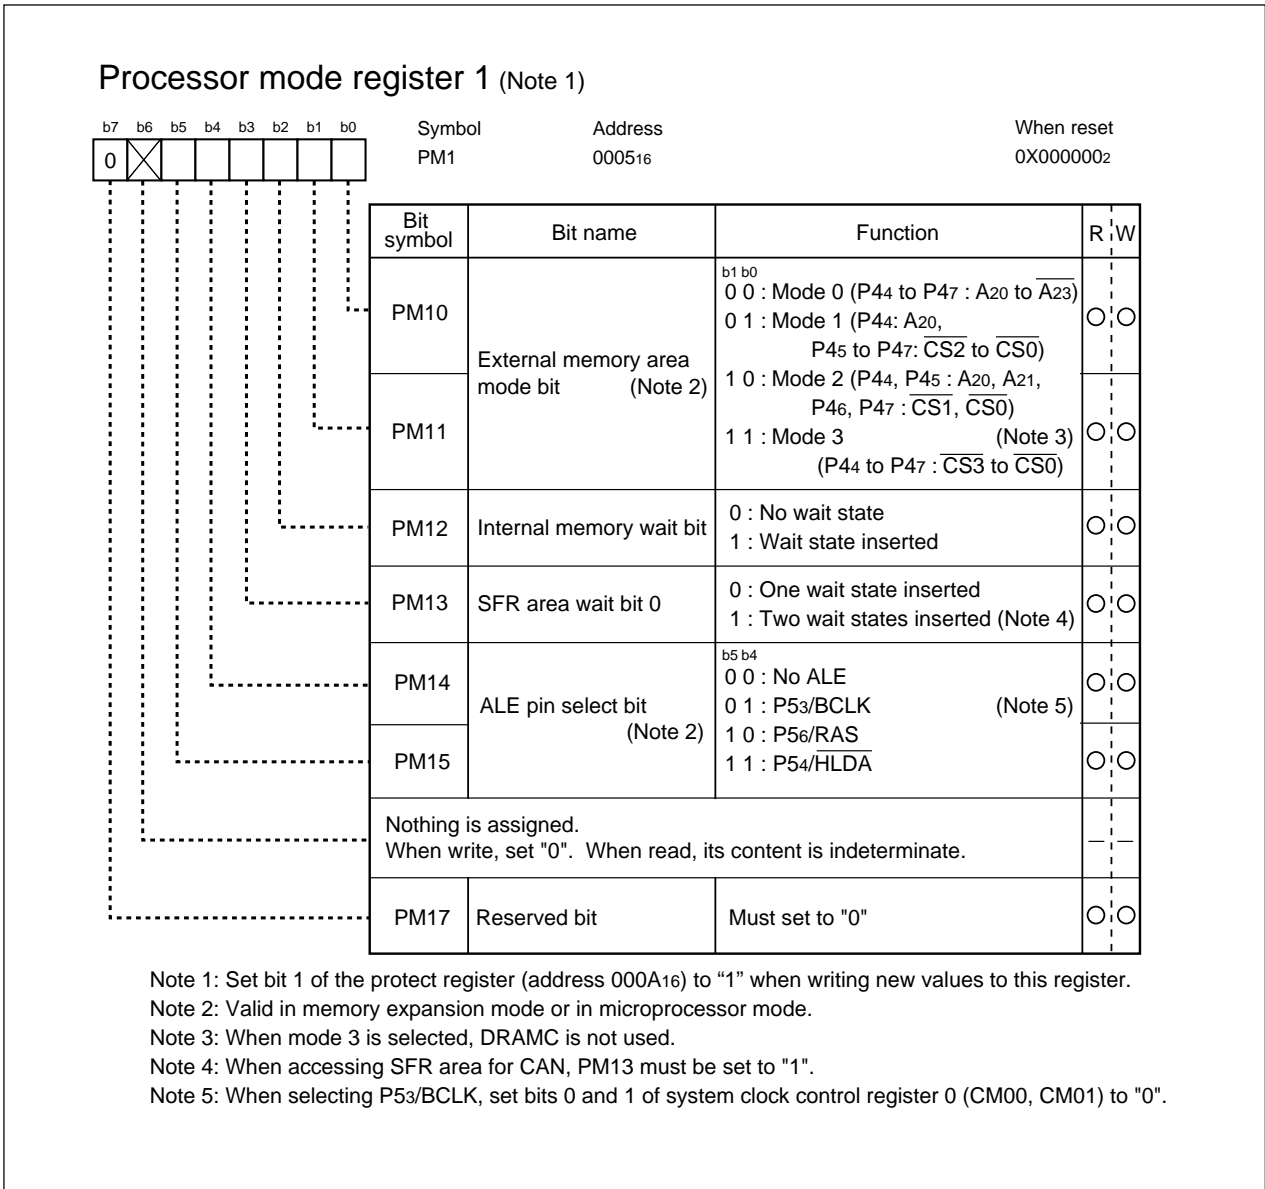 Processor mode register 1 (Note 1)
b7 b6 b5 b4 b3 b2 b1 b0
Symbol Address When reset
PM1 000516 0X0000002
0
Bit symbol Bit name Function R W
PM10
PM11
External memory area
mode bit (Note 2)
b1 b0
0 0 : Mode 0 (P44 to P47 : A20 to A̅2̅3̅)
0 1 : Mode 1 (P44: A20,
P45 to P47: C̅S̅2̅ to C̅S̅0̅)
1 0 : Mode 2 (P44, P45 : A20, A21,
P46, P47 : C̅S̅1̅, C̅S̅0̅)
1 1 : Mode 3 (Note 3)
(P44 to P47 : C̅S̅3̅ to C̅S̅0̅)
PM12 Internal memory wait bit
0 : No wait state
1 : Wait state inserted
PM13 SFR area wait bit 0
0 : One wait state inserted
1 : Two wait states inserted (Note 4)
PM14
PM15
ALE pin select bit
(Note 2)
b5 b4
0 0 : No ALE
0 1 : P53/BCLK (Note 5)
1 0 : P56/RAS
1 1 : P54/H̅L̅D̅A̅
Nothing is assigned.
When write, set "0". When read, its content is indeterminate. – –
PM17 Reserved bit Must set to "0"
Note 1: Set bit 1 of the protect register (address 000A16) to “1” when writing new values to this register.
Note 2: Valid in memory expansion mode or in microprocessor mode.
Note 3: When mode 3 is selected, DRAMC is not used.
Note 4: When accessing SFR area for CAN, PM13 must be set to "1".
Note 5: When selecting P53/BCLK, set bits 0 and 1 of system clock control register 0 (CM00, CM01) to "0".